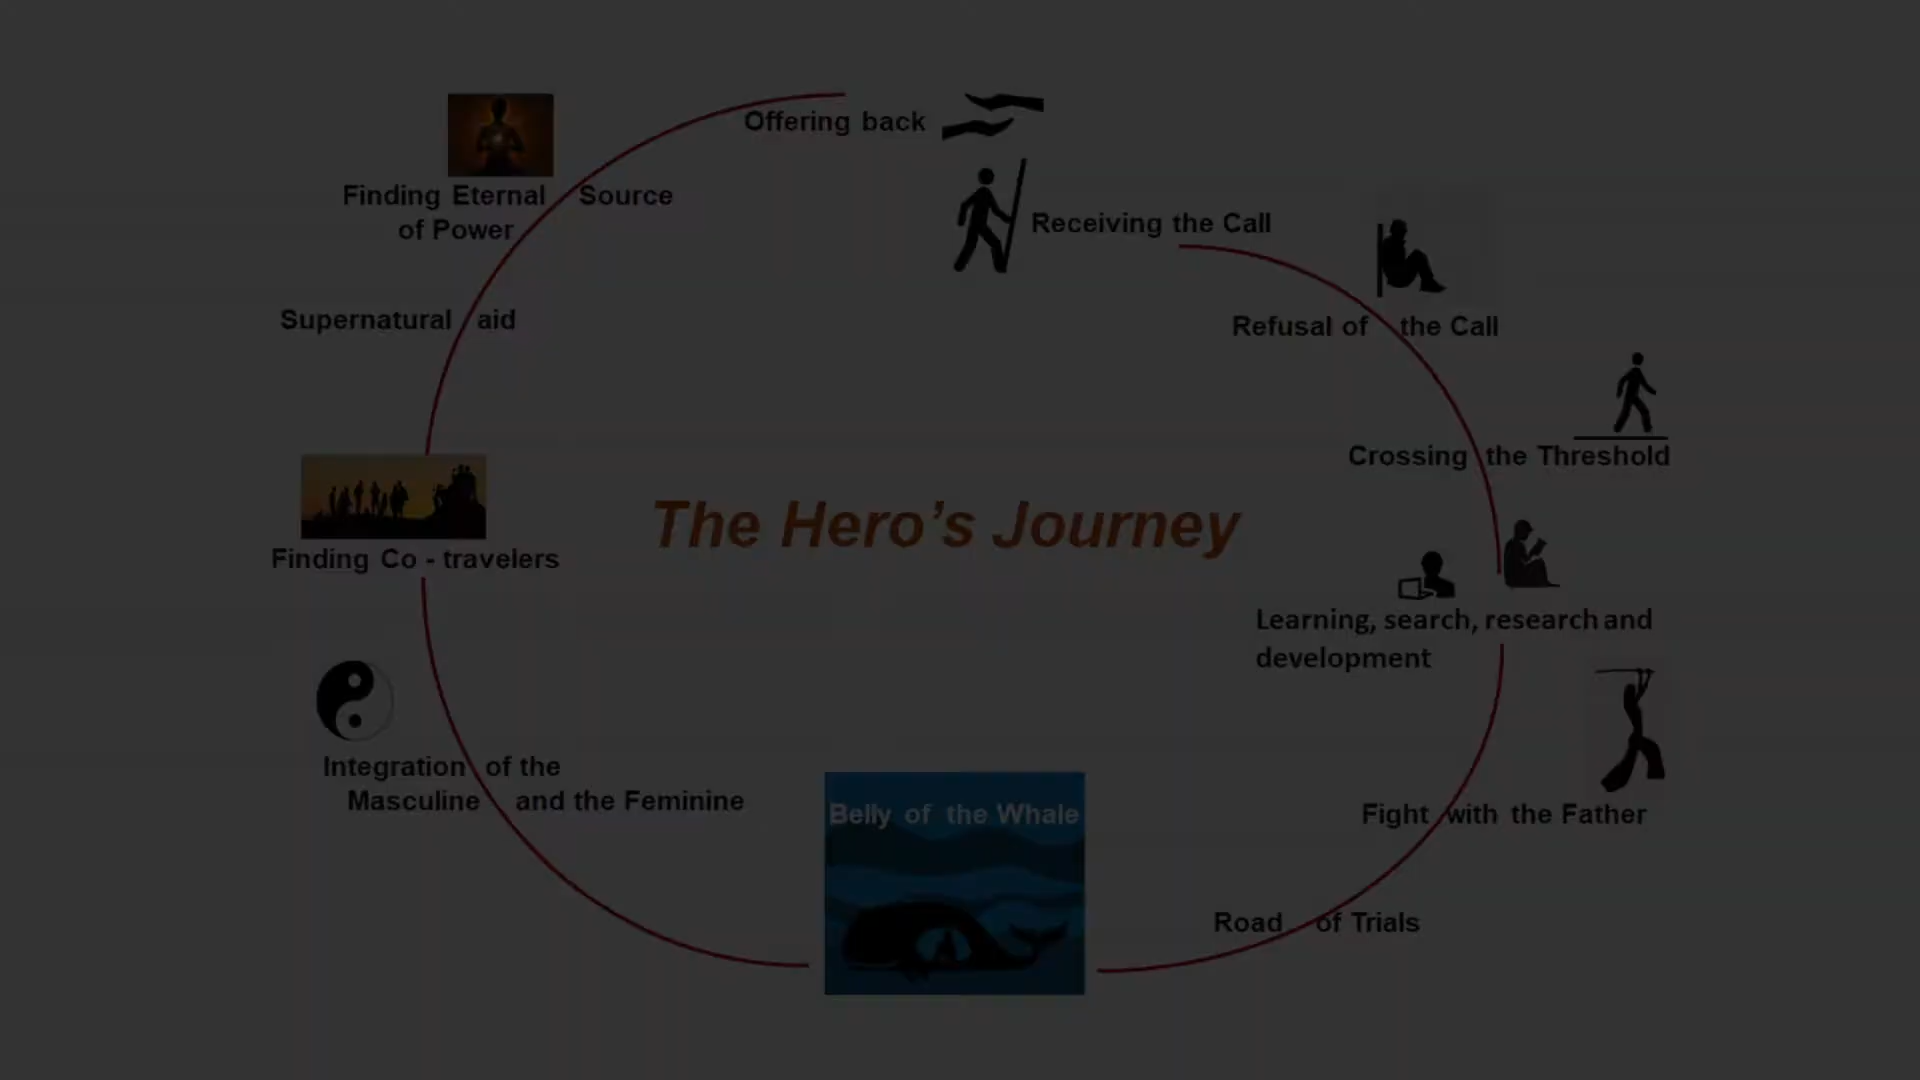 Offering back
Receiving the Call
Refusal of the Call
Crossing the Threshold
Learning, search, research and
development
Fight with the Father
Road of Trials
Belly of the Whale
Integration of the
Masculine and the Feminine
Finding Co - travelers
Supernatural aid
Finding Eternal Source
of Power
The Hero’s Journey